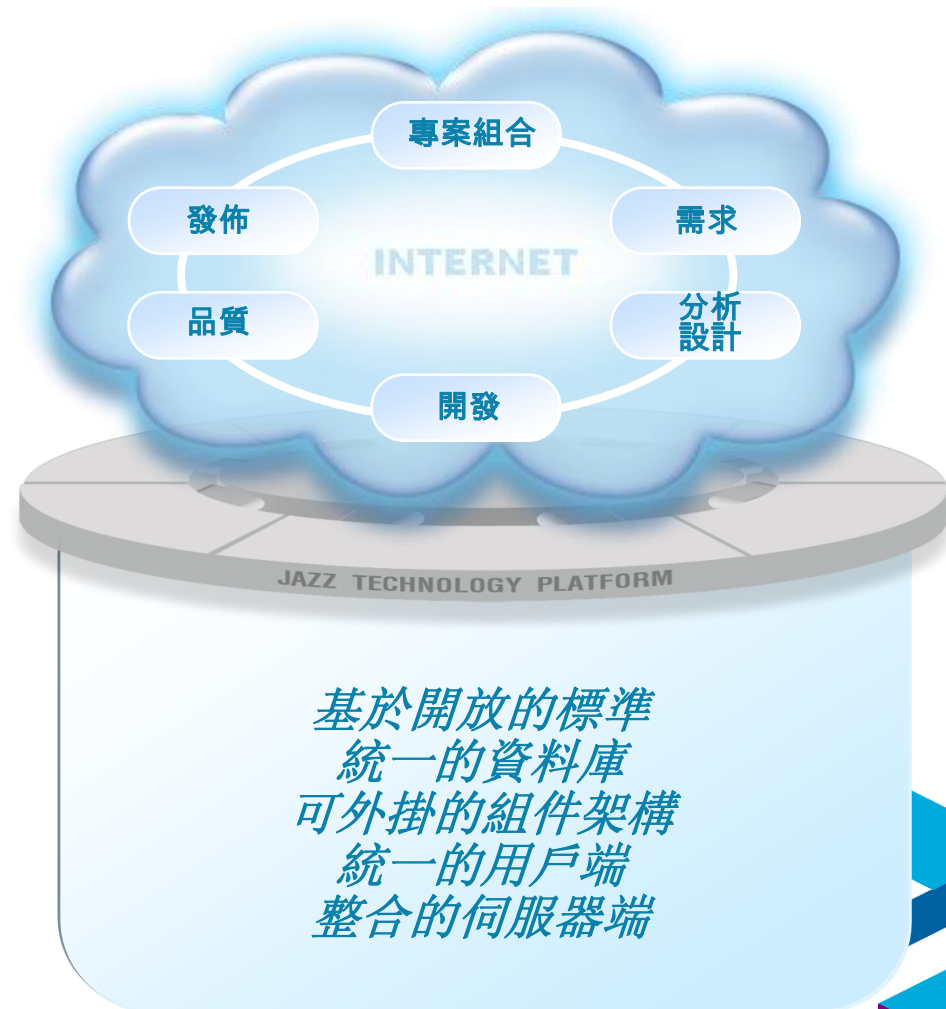 專案組合
發佈
需求
INTERNET
品質
分析
設計
開發
JAZZ TECHNOLOGY PLATFORM
基於開放的標準
統一的資料庫
可外掛的組件架構
統一的用戶端
整合的伺服器端